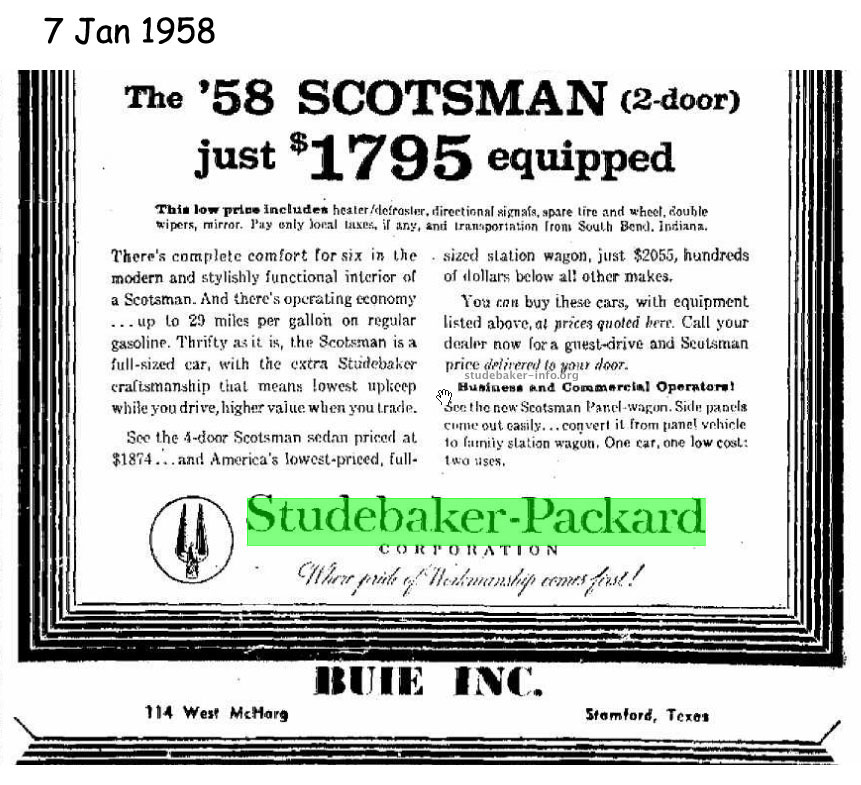 7 Jan 1958
The '58 SCOTSMAN (2-door)
just $1795 equipped
This low price includes heater/defroster, directional signals, spare tire and wheel, double
wipers, mirror. Pay only local taxes, if any, and transportation from South Bend, Indiana.
There's complete comfort for six in the
modern and stylishly functional interior of
a Scotsman. And there's operating economy
...up to 29 miles per gallon on regular
gasoline. Thrifty as it is, the Scotsman is a
full-sized car, with the extra Studebaker
craftsmanship that means lowest upkeep
while you drive, higher value when you trade.
See the 4-door Scotsman sedan priced at
$1874...and America's lowest-priced, full-
sized station wagon, just $2055, hundreds
of dollars below all other makes.
You can buy these cars, with equipment
listed above, at prices quoted here. Call your
dealer now for a guest-drive and Scotsman
price delivered to your door.
studebaker-info.org
Business and Commercial Operators!
See the new Scotsman Panel-wagon. Side panels
come out easily...convert it from panel vehicle
to family station wagon. One car, one low cost:
two uses.
Studebaker-Packard
CORPORATION
Where pride of Workmanship comes first!
BUIE INC.
114 West McHarg
Stamford, Texas